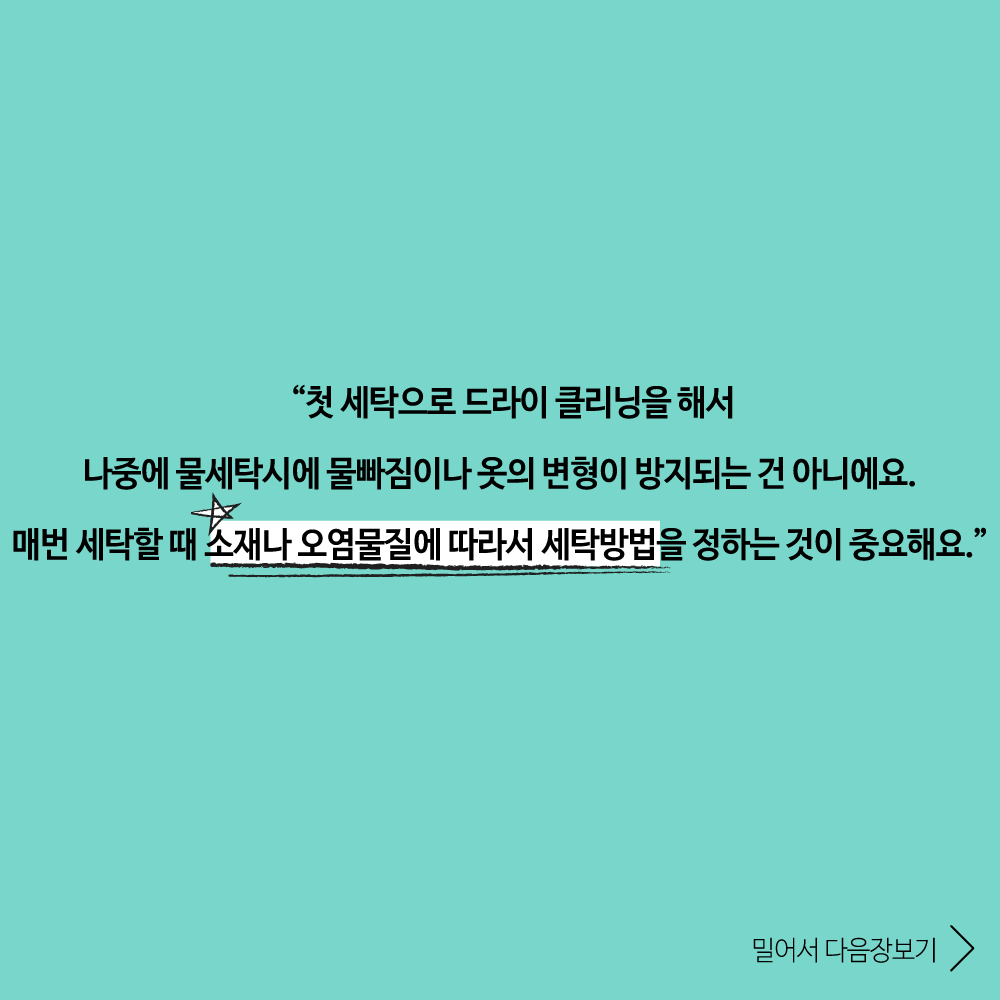 “첫 세탁으로 드라이 클리닝을 해서
나중에 물세탁시에 물빠짐이나 옷의 변형이 방지되는 건 아니에요.
매번 세탁할 때 소재나 오염물질에 따라서 세탁방법을 정하는 것이 중요해요.”
밀어서 다음장보기